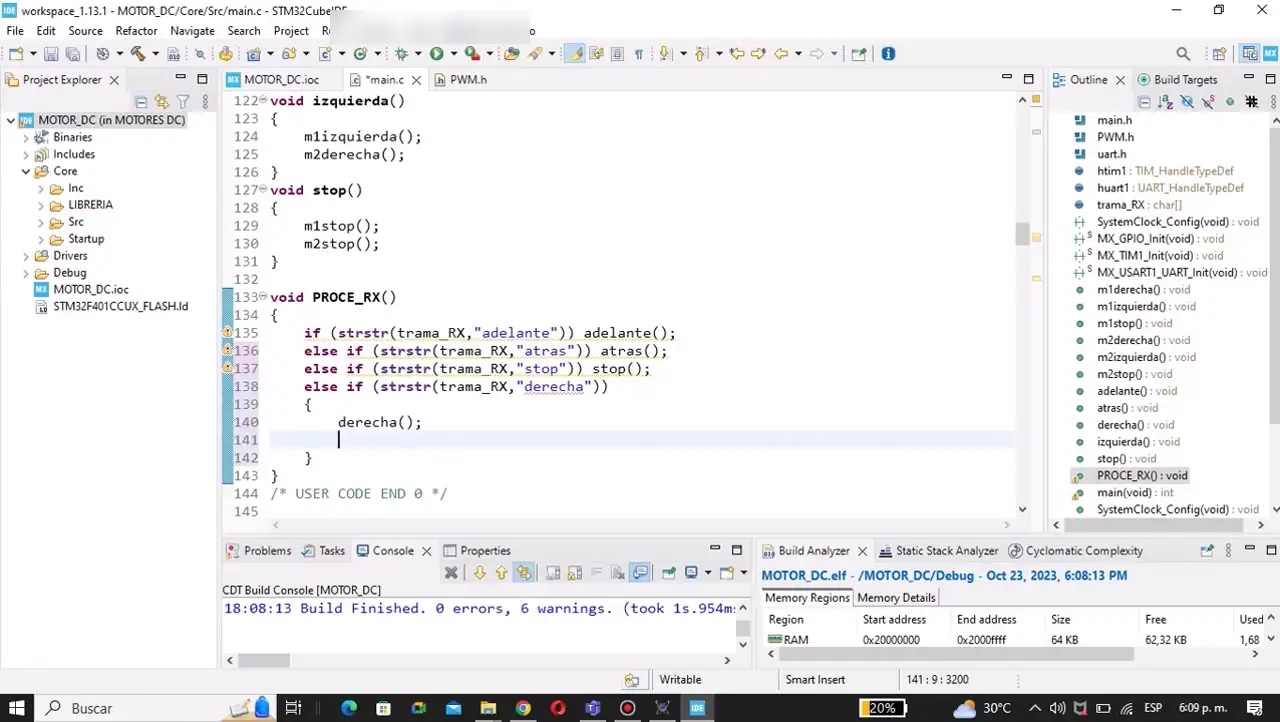 workspace_1.13.1 - MOTOR_DC/Core/Src/main.c - STM32CubeIDE
File Edit Source Refactor Navigate Search Project
Project Explorer
MOTOR_DC (in MOTORES DC)
Binaries
Includes
Core
Inc
LIBRERIA
Src
Startup
Drivers
Debug
MOTOR_DC.ioc
STM32F401CCUX_FLASH.ld
MOTOR_DC.ioc *main.c PWM.h
122 void izquierda()
123 {
124 m1izquierda();
125 m2derecha();
126 }
127 void stop()
128 {
129 m1stop();
130 m2stop();
131 }
132
133 void PROCE_RX()
134 {
135 if (strstr(trama_RX,"adelante")) adelante();
136 else if (strstr(trama_RX,"atras")) atras();
137 else if (strstr(trama_RX,"stop")) stop();
138 else if (strstr(trama_RX,"derecha"))
139 {
140 derecha();
141
142 }
143 }
144 /* USER CODE END 0 */
145
Outline Build Targets
main.h
PWM.h
uart.h
htim1 : TIM_HandleTypeDef
huart1 : UART_HandleTypeDef
trama_RX : char[]
SystemClock_Config(void) : void
MX_GPIO_Init(void) : void
MX_TIM1_Init(void) : void
MX_USART1_UART_Init(void) : void
m1derecha() : void
m1izquierda() : void
m1stop() : void
m2derecha() : void
m2izquierda() : void
m2stop() : void
adelante() : void
atras() : void
derecha() : void
izquierda() : void
stop() : void
PROCE_RX() : void
main(void) : int
SystemClock_Config(void) : void
Problems Tasks Console Properties
CDT Build Console [MOTOR_DC]
18:08:13 Build Finished. 0 errors, 6 warnings. (took 1s.954ms
Build Analyzer Static Stack Analyzer Cyclomatic Complexity
MOTOR_DC.elf - /MOTOR_DC/Debug - Oct 23, 2023, 6:08:13 PM
Memory Regions Memory Details
Region Start address End address Size Free Used
RAM 0x20000000 0x2000ffff 64 KB 62,32 KB 1,68
Writable Smart Insert 141 : 9 : 3200
Buscar 20% 30°C ESP 6:09 p. m.